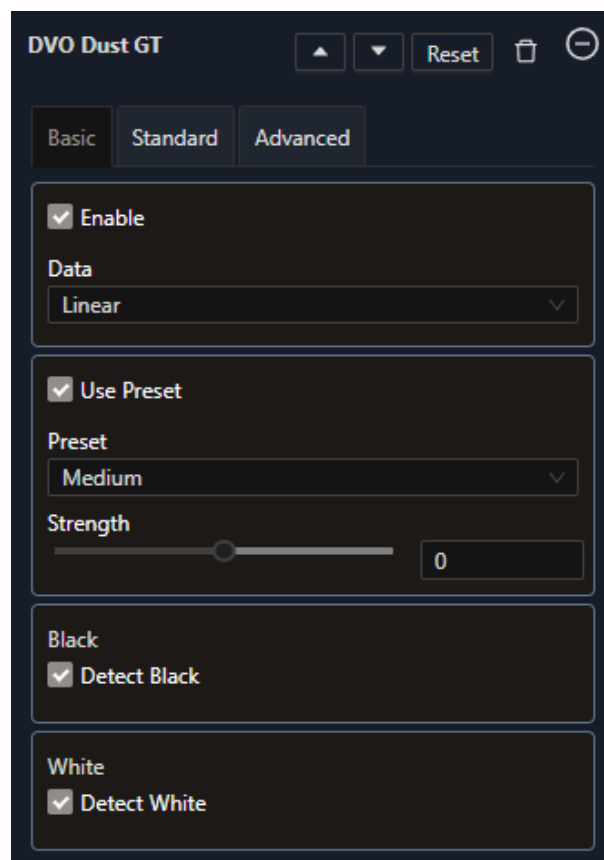 DVO Dust GT Reset
Basic Standard Advanced
Enable
Data
Linear
Use Preset
Preset
Medium
Strength
0
Black
Detect Black
White
Detect White